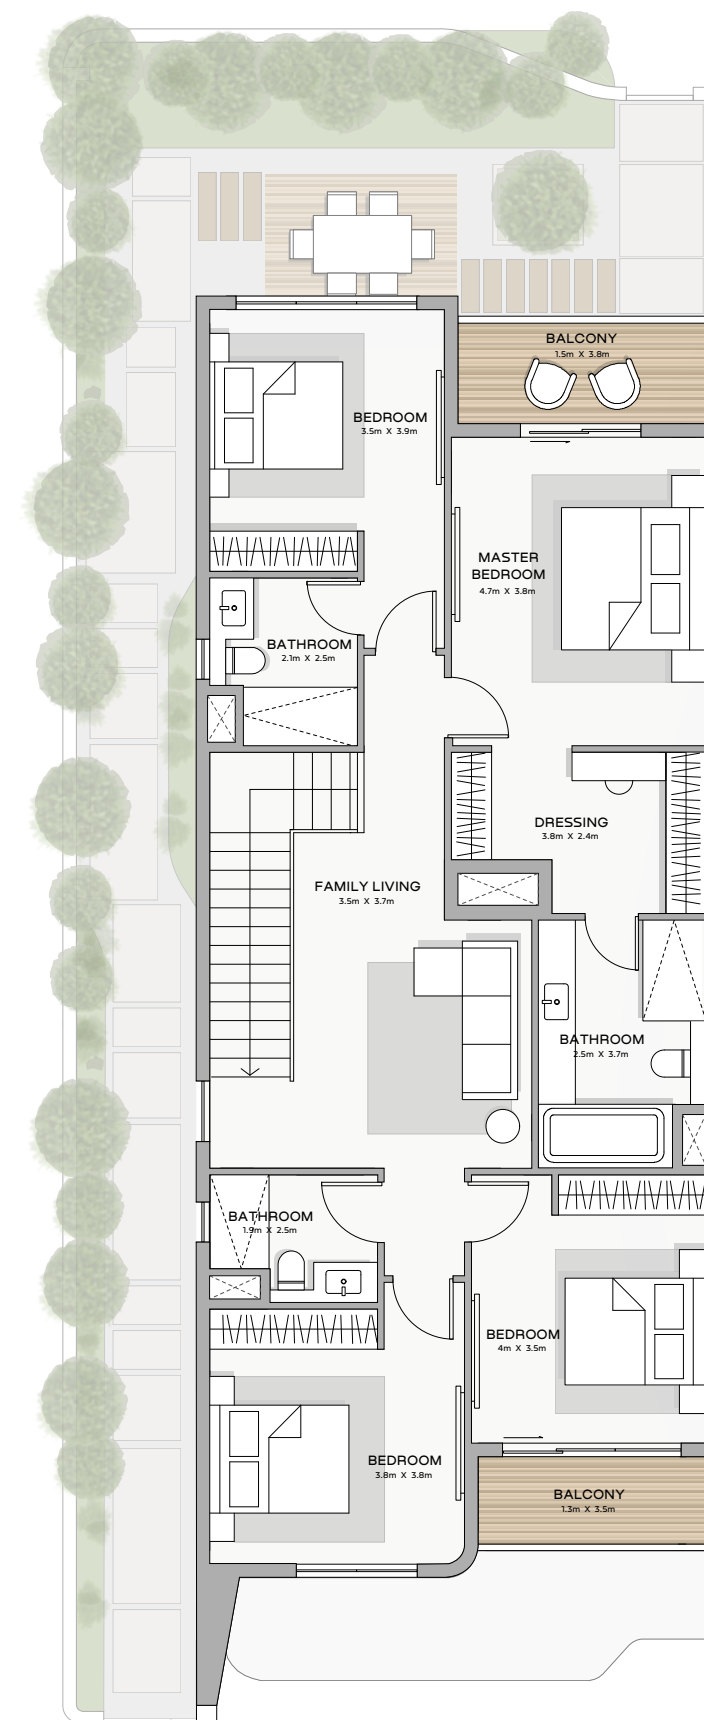 BALCONY
1.5m X 3.8m
BEDROOM
3.5m X 3.9m
MASTER
BEDROOM
4.7m X 3.8m
BATHROOM
2.1m X 2.5m
DRESSING
3.8m X 2.4m
FAMILY LIVING
3.5m X 3.7m
BATHROOM
2.5m X 3.7m
BATHROOM
1.9m X 2.5m
BEDROOM
4m X 3.5m
BEDROOM
3.8m X 3.8m
BALCONY
1.3m X 3.5m